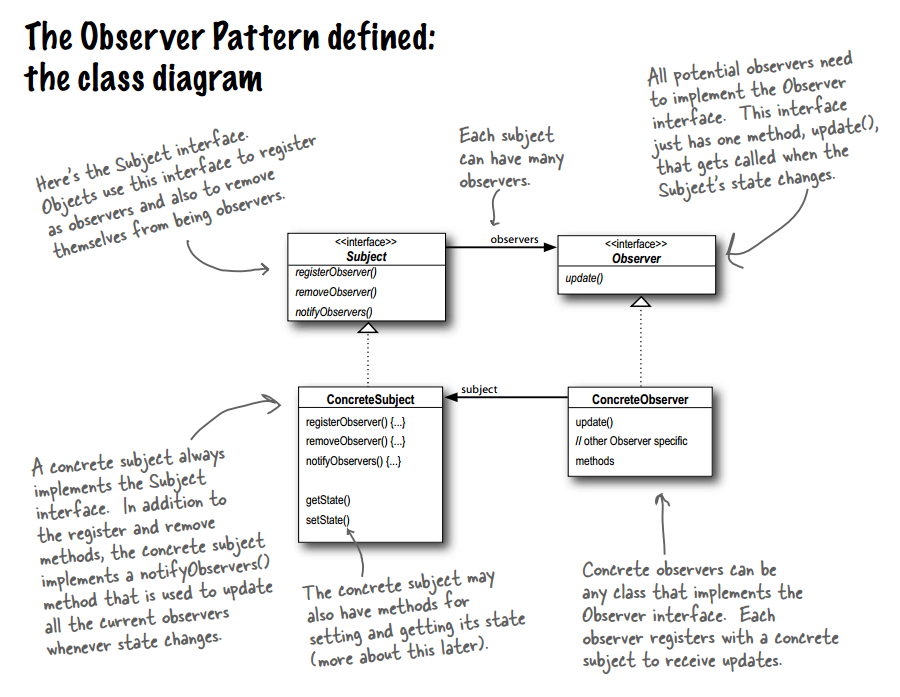 The Observer Pattern defined:
the class diagram
All potential observers need
to implement the Observer
interface. This interface
just has one method, update(),
that gets called when the
Subject's state changes.
Each subject
can have many
observers.
Here's the Subject interface.
Objects use this interface to register
as observers and also to remove
themselves from being observers.
<<interface>>
Subject
registerObserver()
removeObserver()
notifyObservers()
observers
<<interface>>
Observer
update()
ConcreteSubject
registerObserver() {...}
removeObserver() {...}
notifyObservers() {...}
getState()
setState()
subject
ConcreteObserver
update()
// other Observer specific
methods
A concrete subject always
implements the Subject
interface. In addition to
the register and remove
methods, the concrete subject
implements a notifyObservers()
method that is used to update
all the current observers
whenever state changes.
The concrete subject may
also have methods for
setting and getting its state
(more about this later).
Concrete observers can be
any class that implements the
Observer interface. Each
observer registers with a concrete
subject to receive updates.